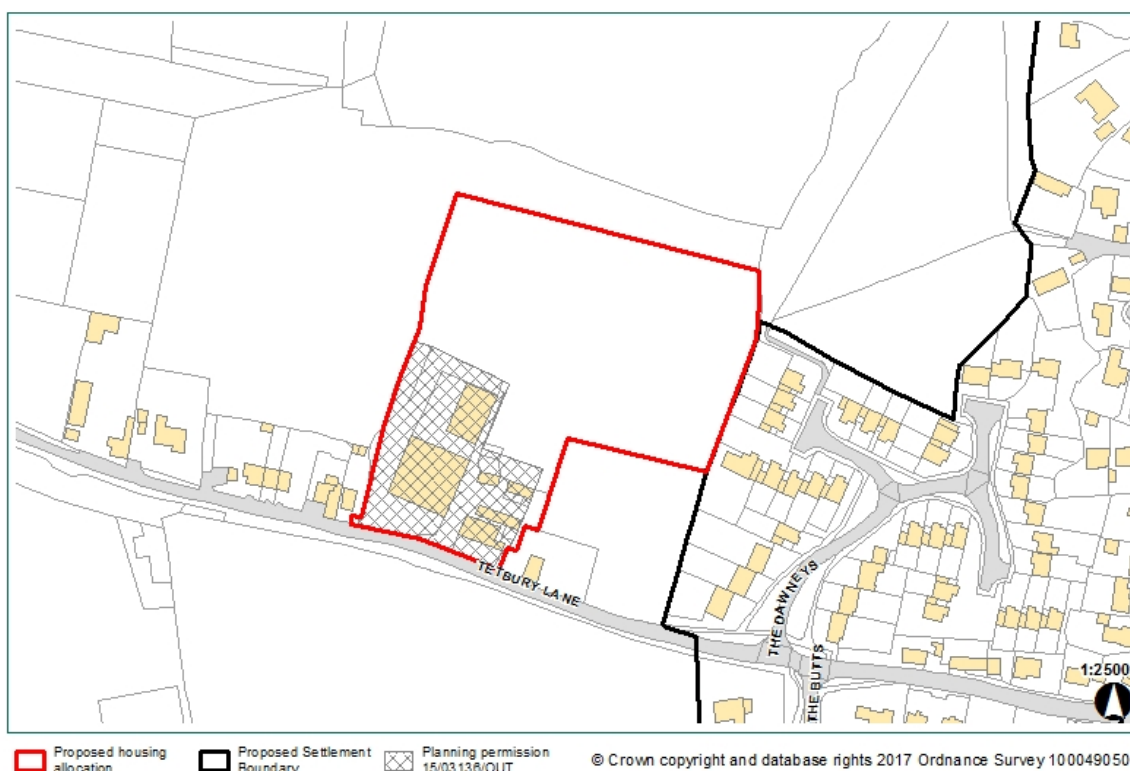 TETBURY LANE
THE DAWNEYS
THE BUTTS
1:2500
Proposed housing
allocation
Proposed Settlement
Boundary
Planning permission
15/03136/OUT
© Crown copyright and database rights 2017 Ordnance Survey 100049050